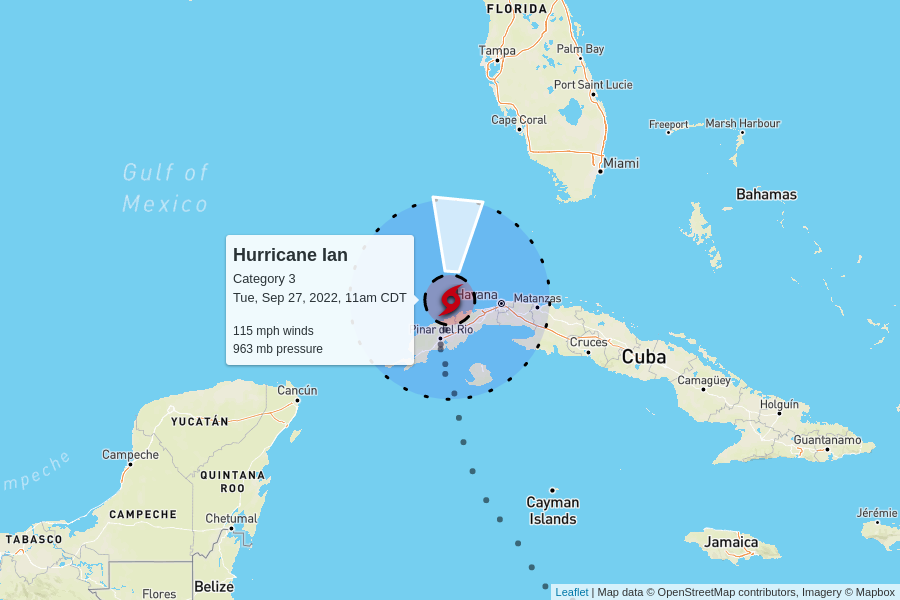 FLORIDA
Tampa
Palm Bay
Port Saint Lucie
Cape Coral
Freeport
Marsh Harbour
Miami
Gulf of
Mexico
Bahamas
Hurricane Ian
Category 3
Tue, Sep 27, 2022, 11am CDT
115 mph winds
963 mb pressure
Havana
Matanzas
Pinar del Río
Cruces
Cuba
Camagüey
Holguín
Guantanamo
Cancún
YUCATÁN
Campeche
mpeche
QUINTANA
ROO
CAMPECHE
Chetumal
TABASCO
Cayman
Islands
Jamaica
Jérémie
Flores
Belize
Leaflet | Map data © OpenStreetMap contributors, Imagery © Mapbox